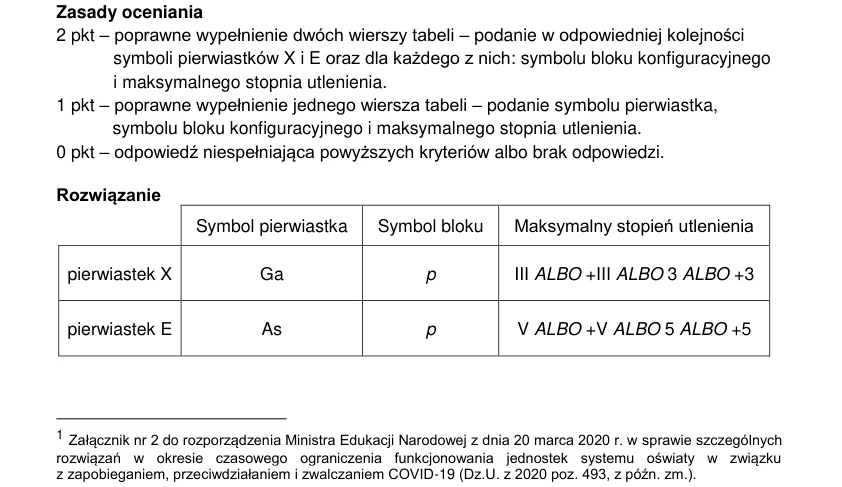 Zasady oceniania
2 pkt – poprawne wypełnienie dwóch wierszy tabeli – podanie w odpowiedniej kolejności
symboli pierwiastków X i E oraz dla każdego z nich: symbolu bloku konfiguracyjnego
i maksymalnego stopnia utlenienia.
1 pkt – poprawne wypełnienie jednego wiersza tabeli – podanie symbolu pierwiastka,
symbolu bloku konfiguracyjnego i maksymalnego stopnia utlenienia.
0 pkt – odpowiedź niespełniająca powyższych kryteriów albo brak odpowiedzi.
Rozwiązanie
Symbol pierwiastka Symbol bloku Maksymalny stopień utlenienia
pierwiastek X Ga p III ALBO +III ALBO 3 ALBO +3
pierwiastek E As p V ALBO +V ALBO 5 ALBO +5
1 Załącznik nr 2 do rozporządzenia Ministra Edukacji Narodowej z dnia 20 marca 2020 r. w sprawie szczególnych
rozwiązań w okresie czasowego ograniczenia funkcjonowania jednostek systemu oświaty w związku
z zapobieganiem, przeciwdziałaniem i zwalczaniem COVID-19 (Dz.U. z 2020 poz. 493, z późn. zm.).